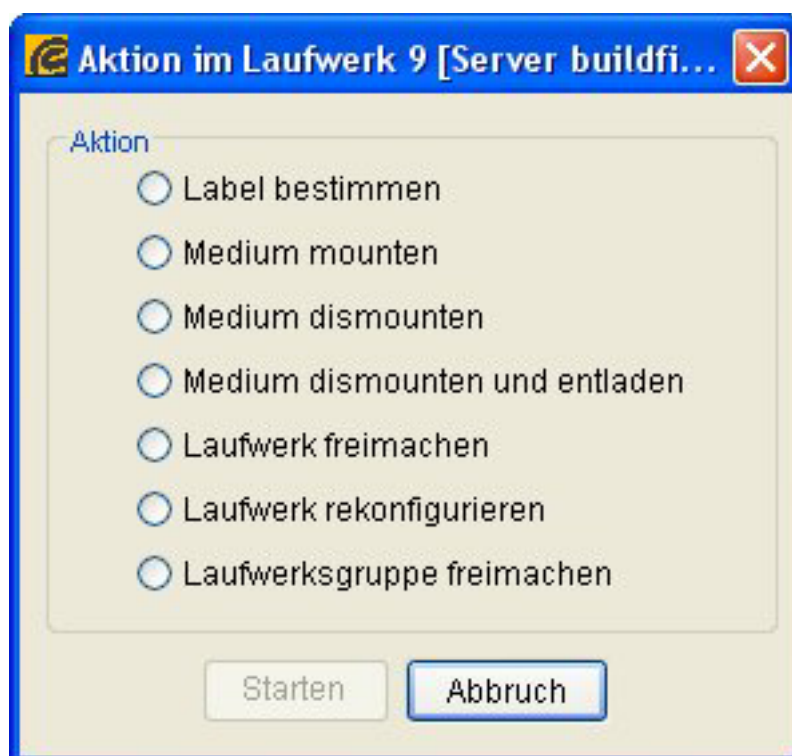 Aktion im Laufwerk 9 [Server buildfi...
Aktion
Label bestimmen
Medium mounten
Medium dismounten
Medium dismounten und entladen
Laufwerk freimachen
Laufwerk rekonfigurieren
Laufwerksgruppe freimachen
Starten Abbruch